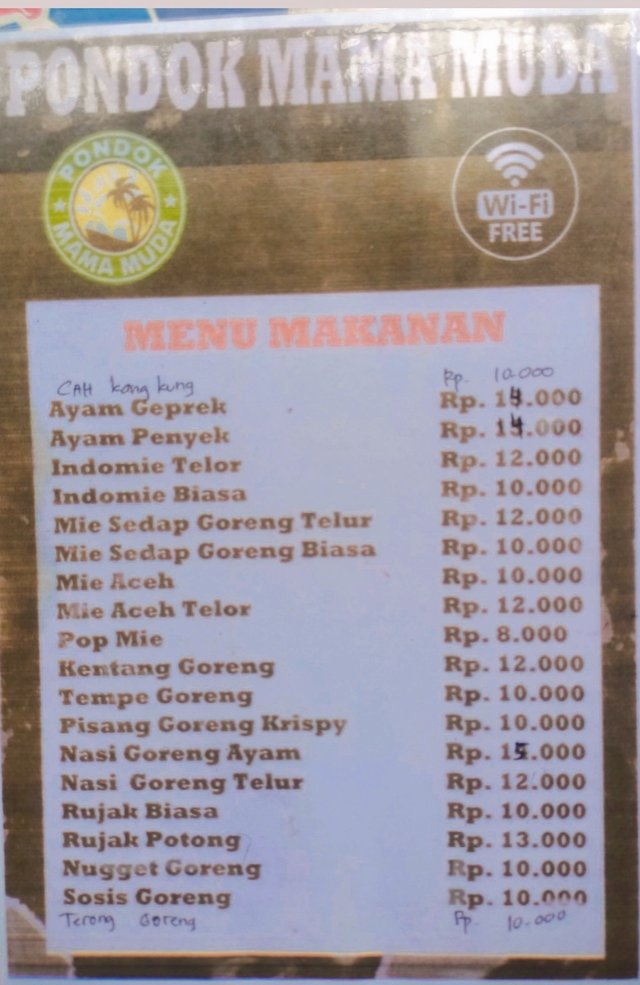 PONDOK MAMA MUDA
PONDOK
MAMA MUDA
Wi-Fi
FREE
MENU MAKANAN
CAH kangkung Rp. 10.000
Ayam Geprek Rp. 14.000
Ayam Penyek Rp. 14.000
Indomie Telor Rp. 12.000
Indomie Biasa Rp. 10.000
Mie Sedap Goreng Telur Rp. 12.000
Mie Sedap Goreng Biasa Rp. 10.000
Mie Aceh Rp. 10.000
Mie Aceh Telor Rp. 12.000
Pop Mie Rp. 8.000
Kentang Goreng Rp. 12.000
Tempe Goreng Rp. 10.000
Pisang Goreng Krispy Rp. 10.000
Nasi Goreng Ayam Rp. 15.000
Nasi Goreng Telur Rp. 12.000
Rujak Biasa Rp. 10.000
Rujak Potong Rp. 13.000
Nugget Goreng Rp. 10.000
Sosis Goreng Rp. 10.000
Terong Goreng Rp. 10.000